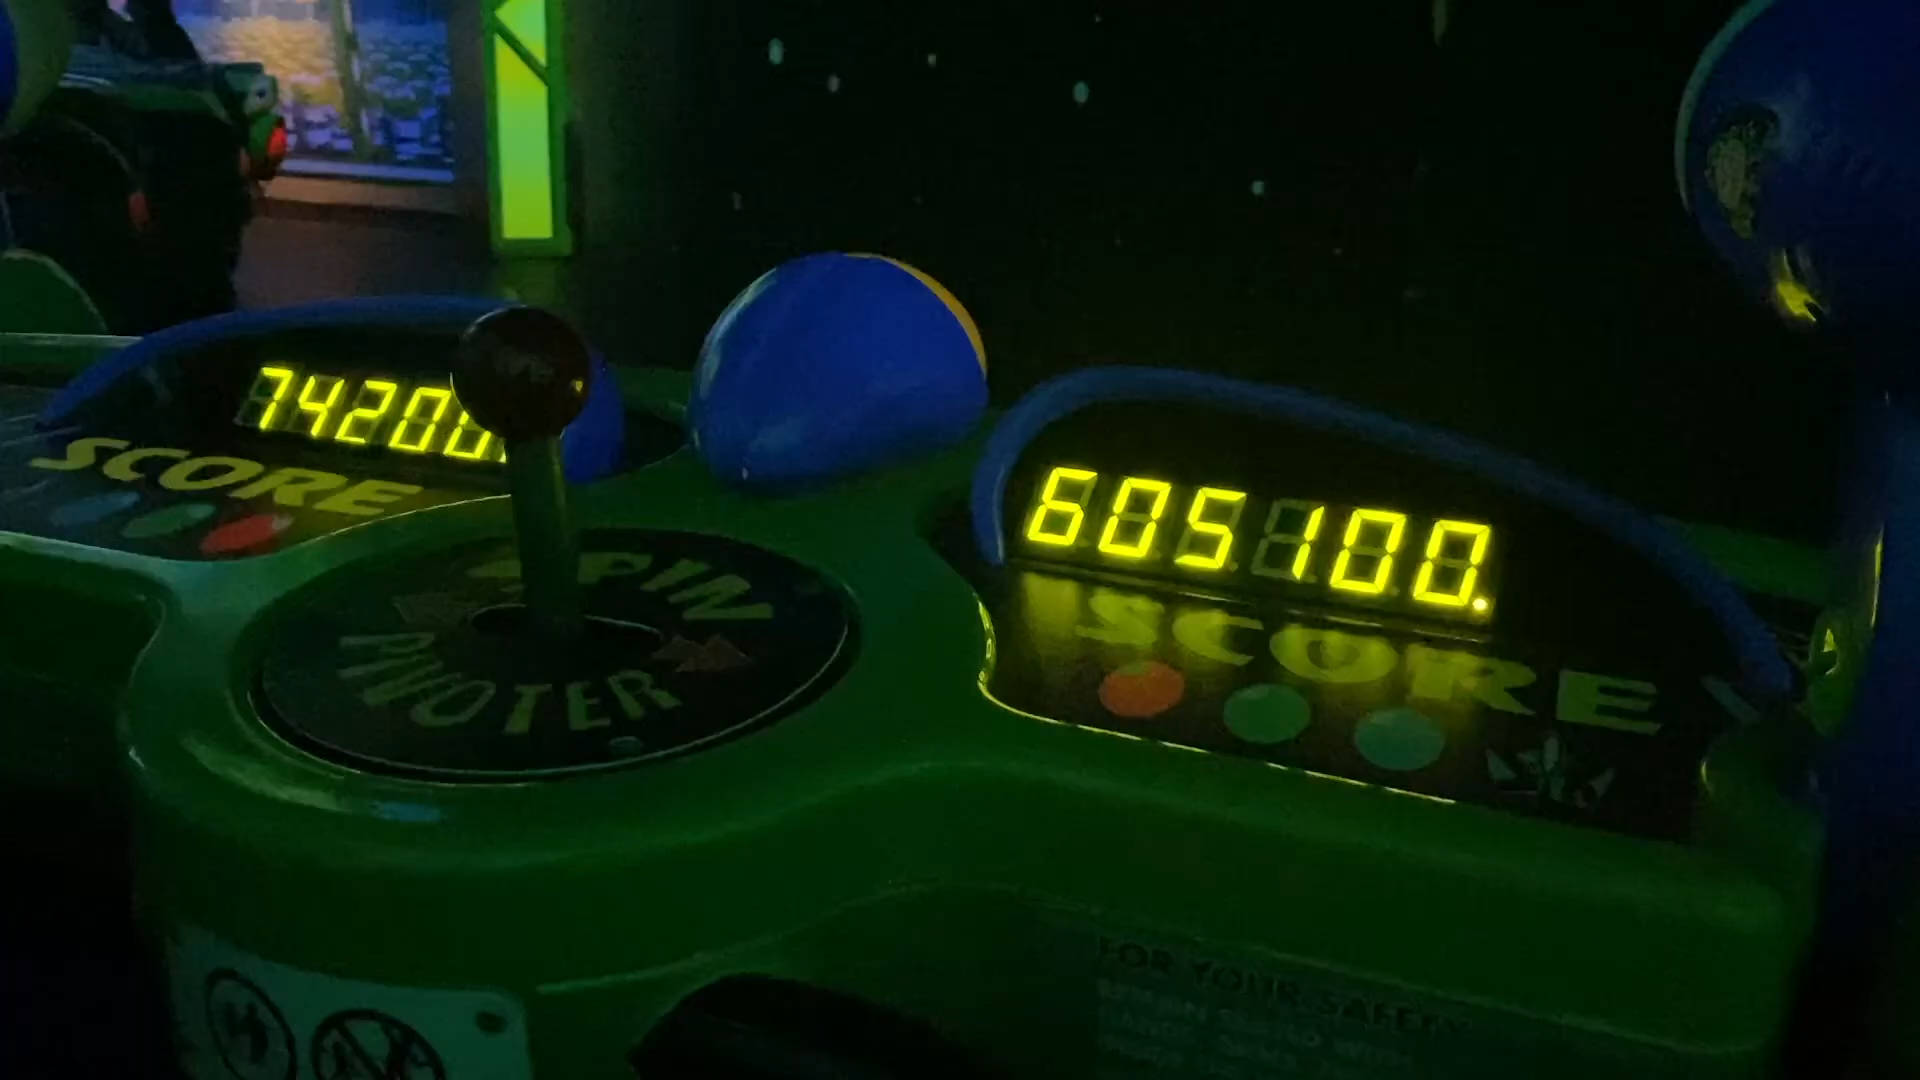 74200
SCORE
SPIN
PIVOTER
605100.
SCORE
FOR YOUR SAFETY